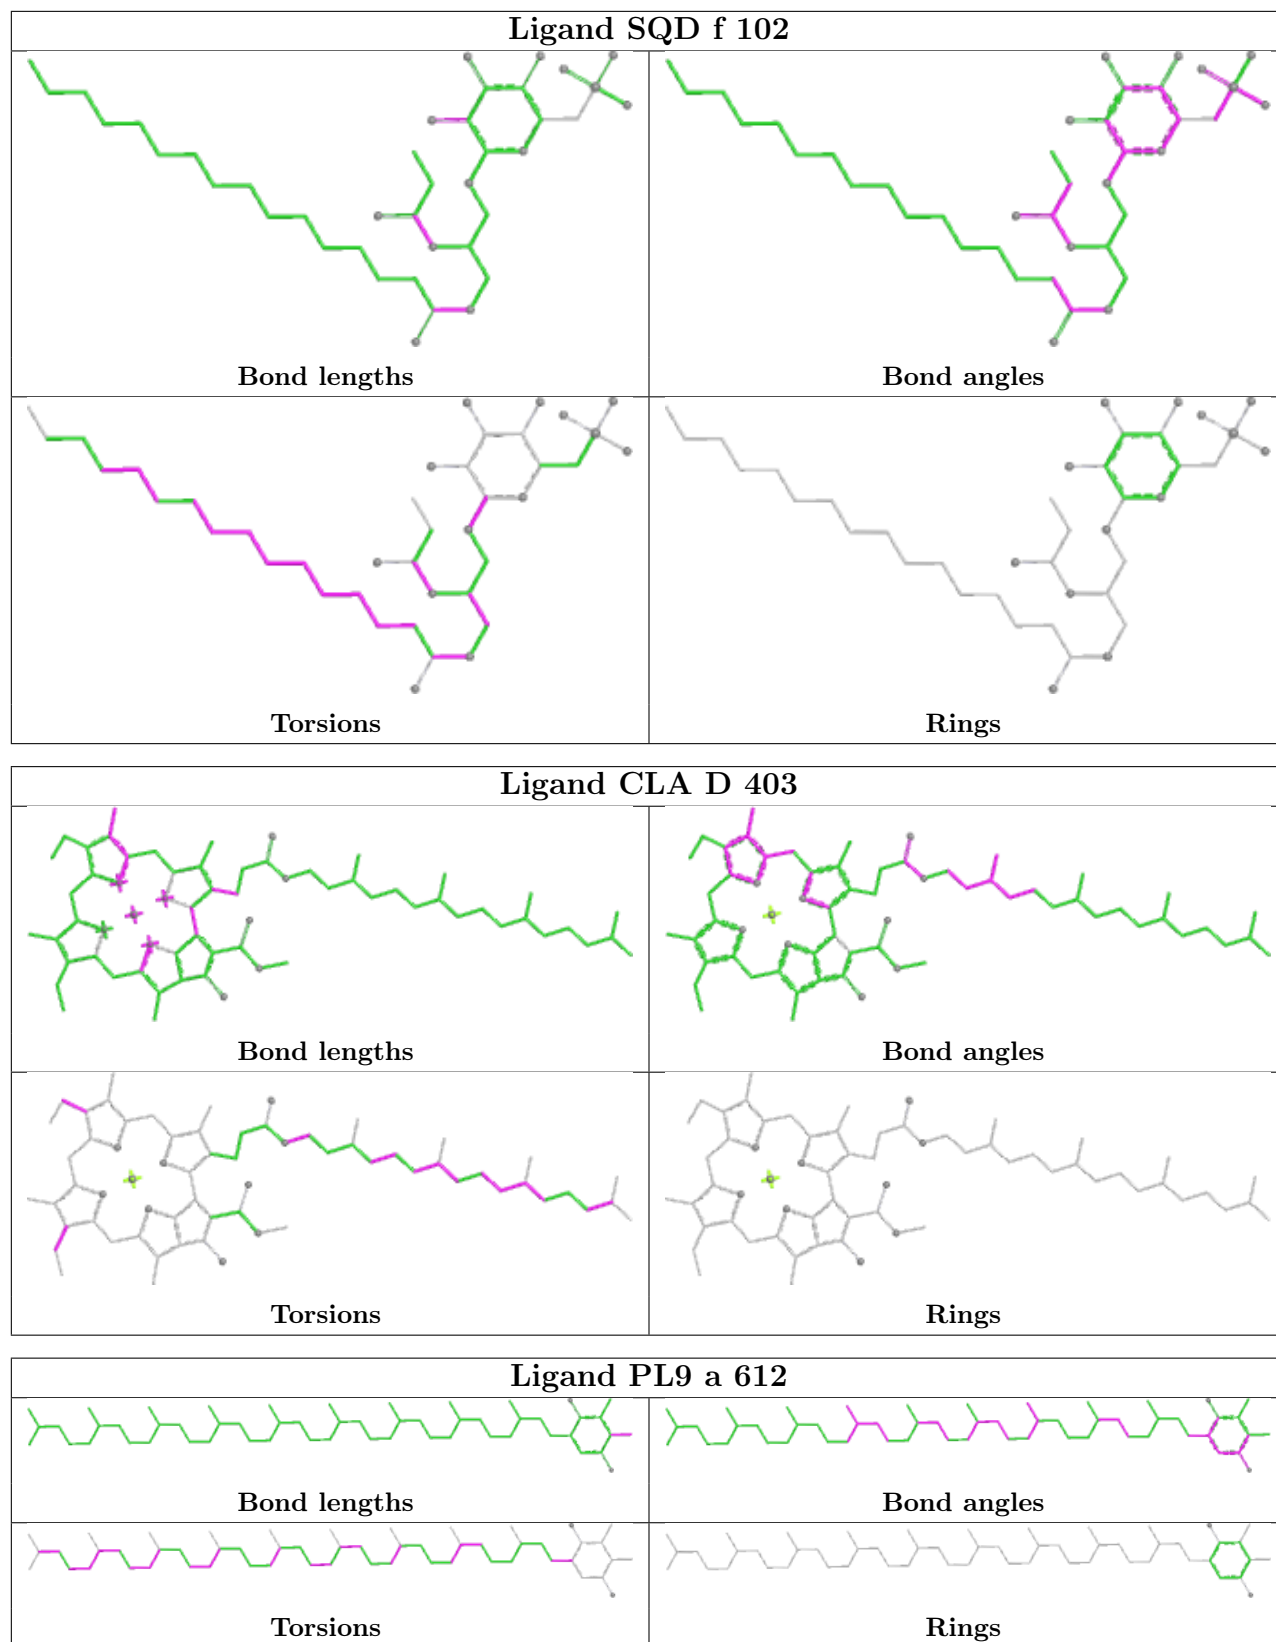 Ligand SQD f 102
Bond lengths
Bond angles
Torsions
Rings
Ligand CLA D 403
Bond lengths
Bond angles
Torsions
Rings
Ligand PL9 a 612
Bond lengths
Bond angles
Torsions
Rings